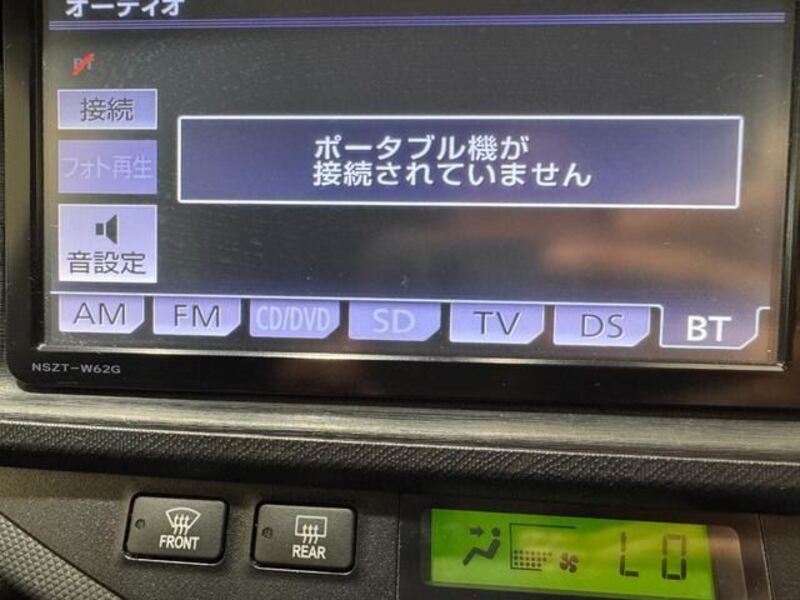 オーディオ
BT
接続
ポータブル機が
接続されていません
フォト再生
音設定
AM FM CD/DVD SD TV DS BT
NSZT-W62G
FRONT
REAR
LO